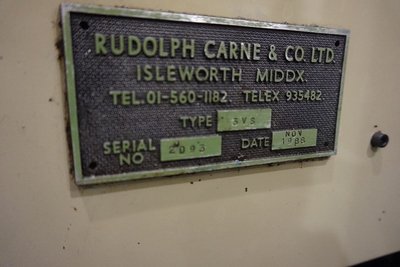 RUDOLPH CARNE & CO. LTD.
ISLEWORTH MIDDX.
TEL. 01-560-1182. TELEX 935482.
TYPE 3VS
SERIAL NO 2093 DATE NOV 1988